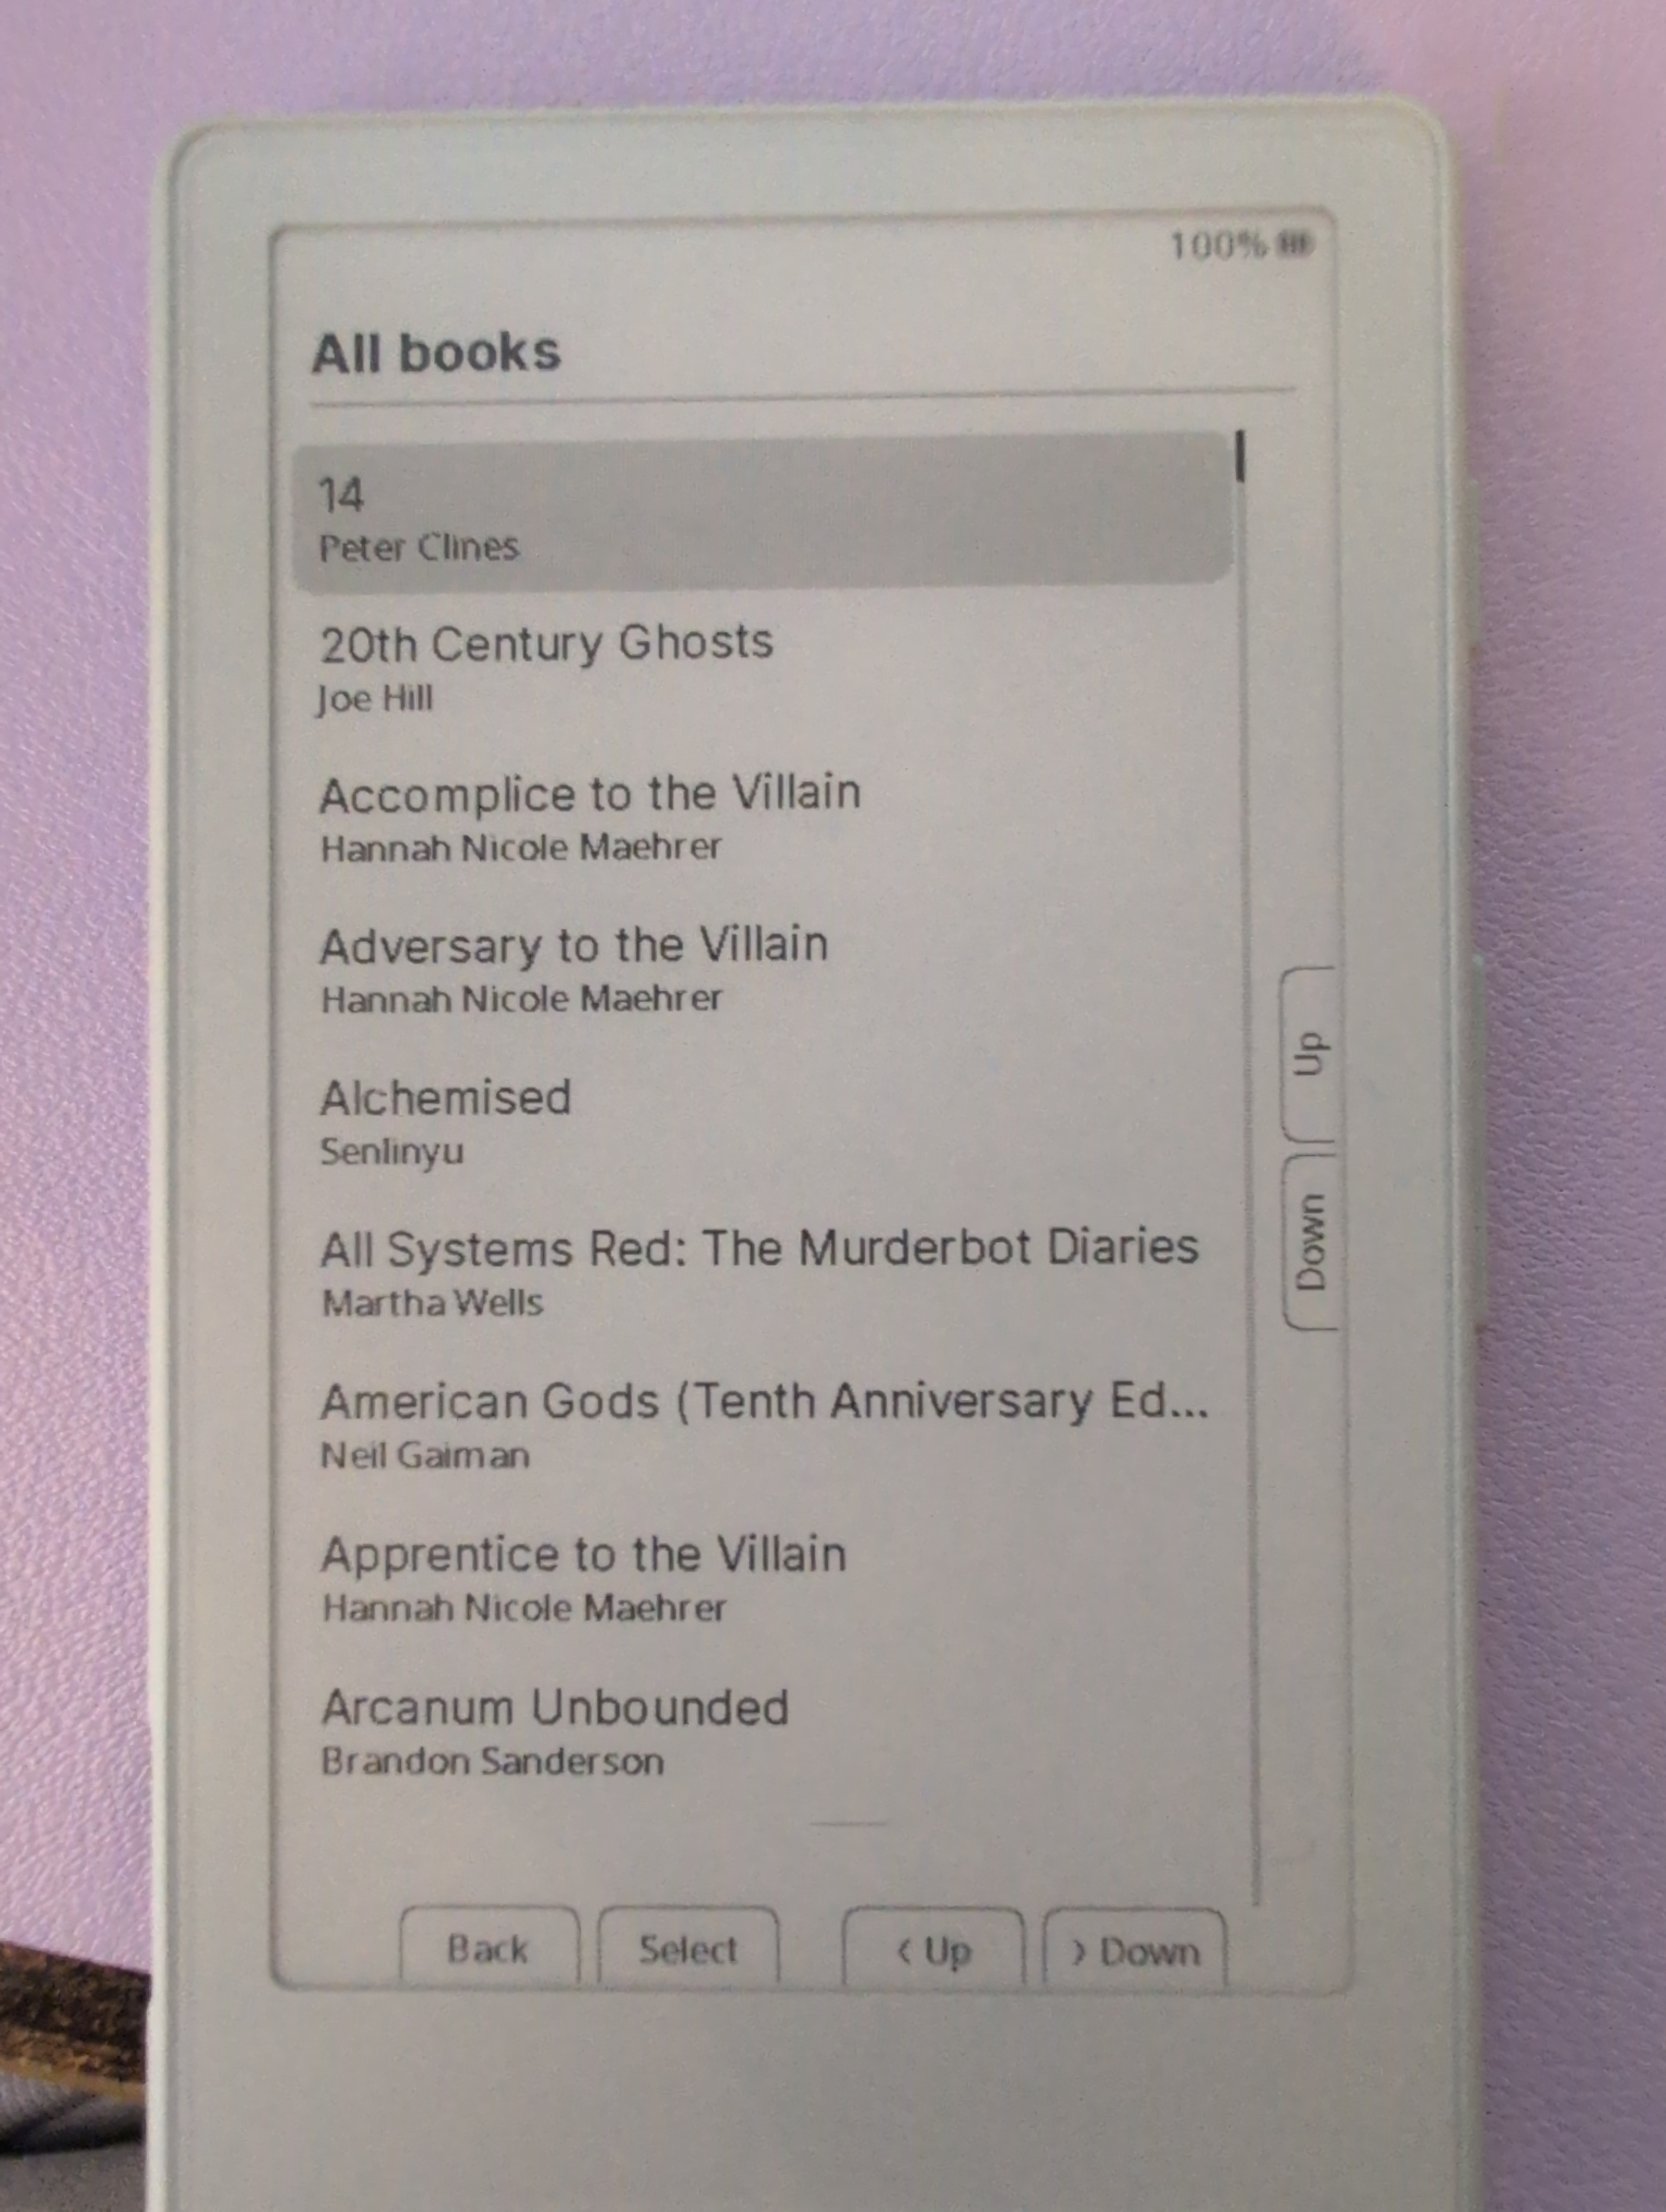 100%
All books
14
Peter Clines
20th Century Ghosts
Joe Hill
Accomplice to the Villain
Hannah Nicole Maehrer
Adversary to the Villain
Hannah Nicole Maehrer
Alchemised
Senlinyu
All Systems Red: The Murderbot Diaries
Martha Wells
American Gods (Tenth Anniversary Ed...
Neil Gaiman
Apprentice to the Villain
Hannah Nicole Maehrer
Arcanum Unbounded
Brandon Sanderson
Up
Down
Back Select < Up > Down